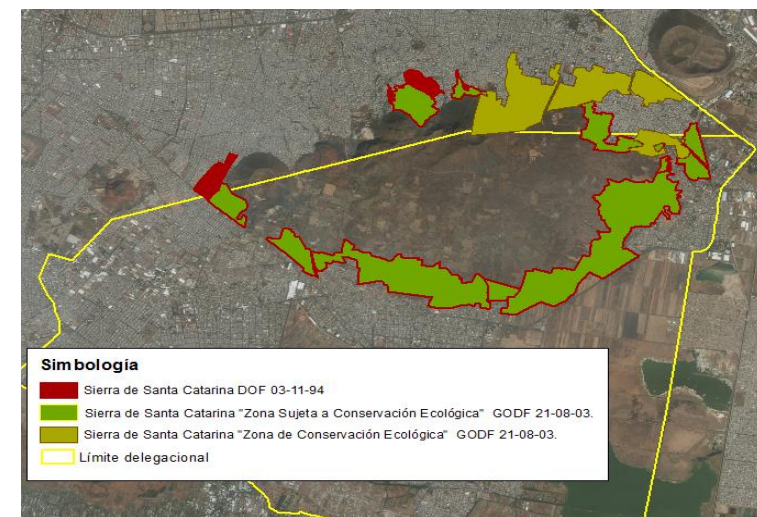 Simbología
Sierra de Santa Catarina DOF 03-11-94
Sierra de Santa Catarina "Zona Sujeta a Conservación Ecológica" GODF 21-08-03.
Sierra de Santa Catarina "Zona de Conservación Ecológica" GODF 21-08-03.
Límite delegacional